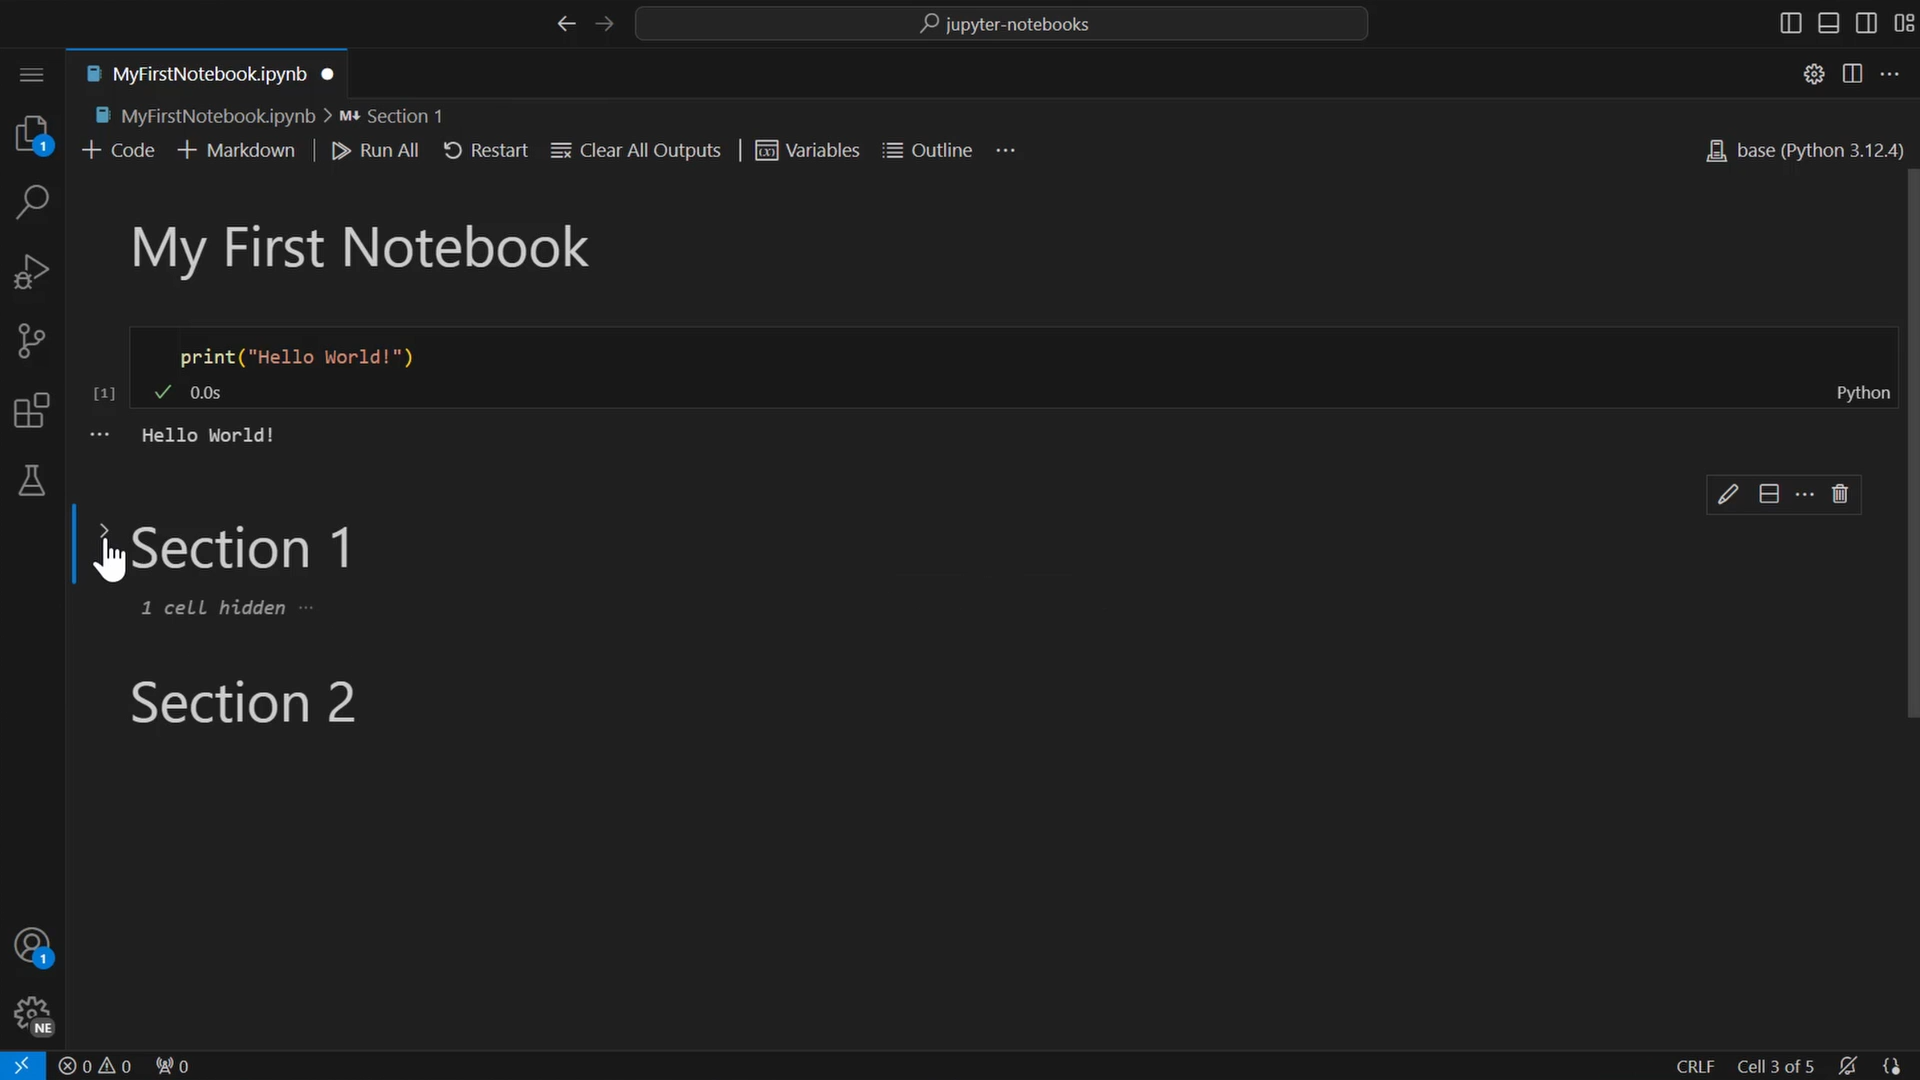 jupyter-notebooks
MyFirstNotebook.ipynb
MyFirstNotebook.ipynb > M↓ Section 1
+ Code + Markdown | Run All Restart Clear All Outputs | Variables Outline ... base (Python 3.12.4)
My First Notebook
print("Hello World!")
[1] ✓ 0.0s Python
... Hello World!
Section 1
1 cell hidden ...
Section 2
1
1
NE
0 0 0 CRLF Cell 3 of 5